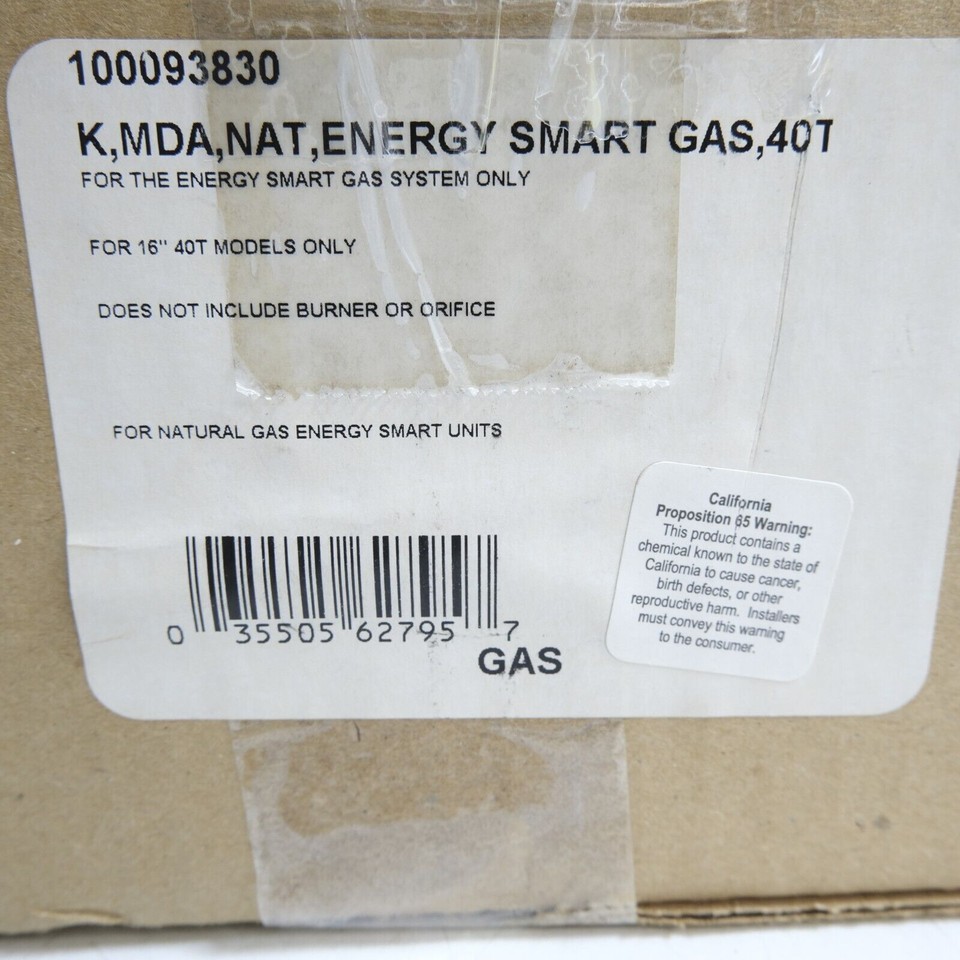 100093830
K,MDA,NAT,ENERGY SMART GAS,40T
FOR THE ENERGY SMART GAS SYSTEM ONLY
FOR 16" 40T MODELS ONLY
DOES NOT INCLUDE BURNER OR ORIFICE
FOR NATURAL GAS ENERGY SMART UNITS
0 35505 62795 7
GAS
California
Proposition 65 Warning:
This product contains a
chemical known to the state of
California to cause cancer,
birth defects, or other
reproductive harm. Installers
must convey this warning
to the consumer.